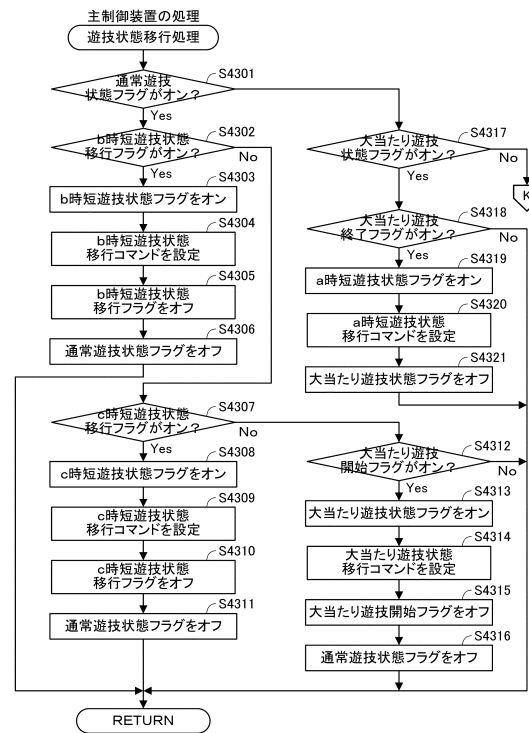 主制御装置の処理
遊技状態移行処理
S4301
通常遊技
状態フラグがオン？
Yes
S4302
b時短遊技状態
移行フラグがオン？
No
Yes
S4303
b時短遊技状態フラグをオン
S4304
b時短遊技状態
移行コマンドを設定
S4305
b時短遊技状態
移行フラグをオフ
S4306
通常遊技状態フラグをオフ
S4307
c時短遊技状態
移行フラグがオン？
No
Yes
S4308
c時短遊技状態フラグをオン
S4309
c時短遊技状態
移行コマンドを設定
S4310
c時短遊技状態
移行フラグをオフ
S4311
通常遊技状態フラグをオフ
RETURN
S4317
大当たり遊技
状態フラグがオン？
No
Yes
K
S4318
大当たり遊技
終了フラグがオン？
No
Yes
S4319
a時短遊技状態フラグをオン
S4320
a時短遊技状態
移行コマンドを設定
S4321
大当たり遊技状態フラグをオフ
S4312
大当たり遊技
開始フラグがオン？
No
Yes
S4313
大当たり遊技状態フラグをオン
S4314
大当たり遊技状態
移行コマンドを設定
S4315
大当たり遊技開始フラグをオフ
S4316
通常遊技状態フラグをオフ